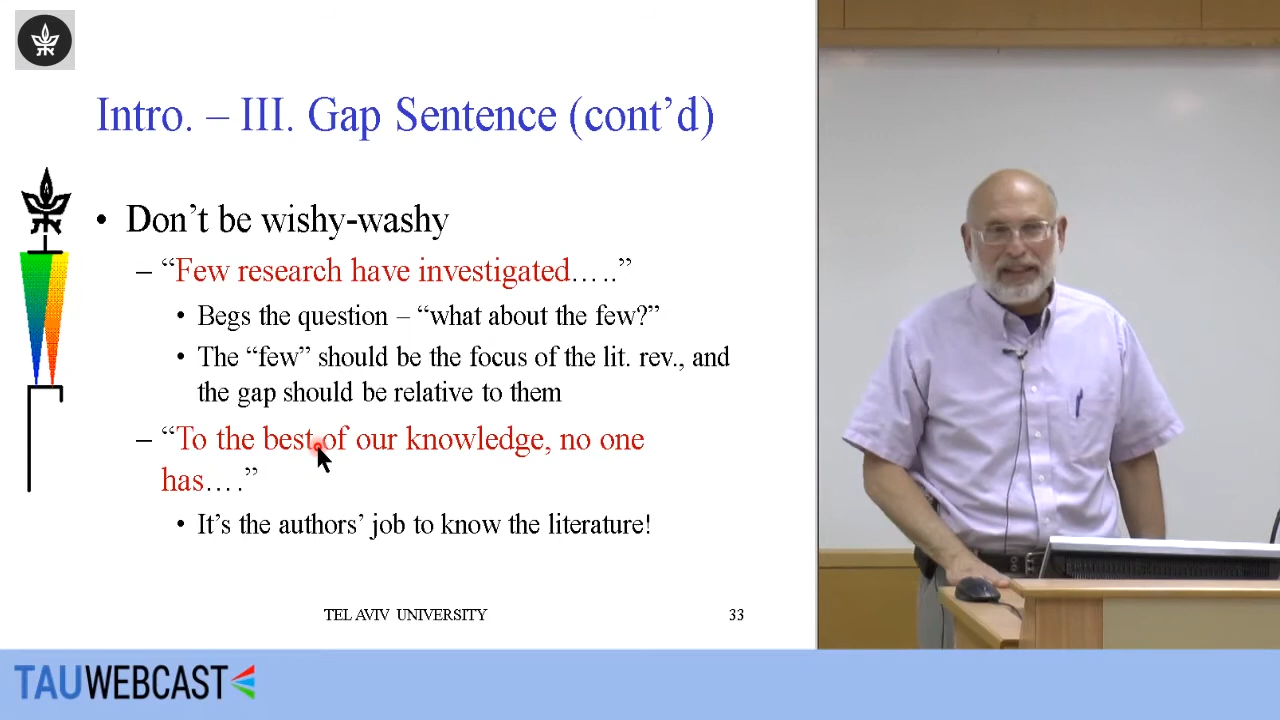 Intro. – III. Gap Sentence (cont’d)
• Don’t be wishy-washy
– “Few research have investigated…..”
• Begs the question – “what about the few?”
• The “few” should be the focus of the lit. rev., and
the gap should be relative to them
– “To the best of our knowledge, no one
has….”
• It’s the authors’ job to know the literature!
TEL AVIV UNIVERSITY
33
TAUWEBCAST